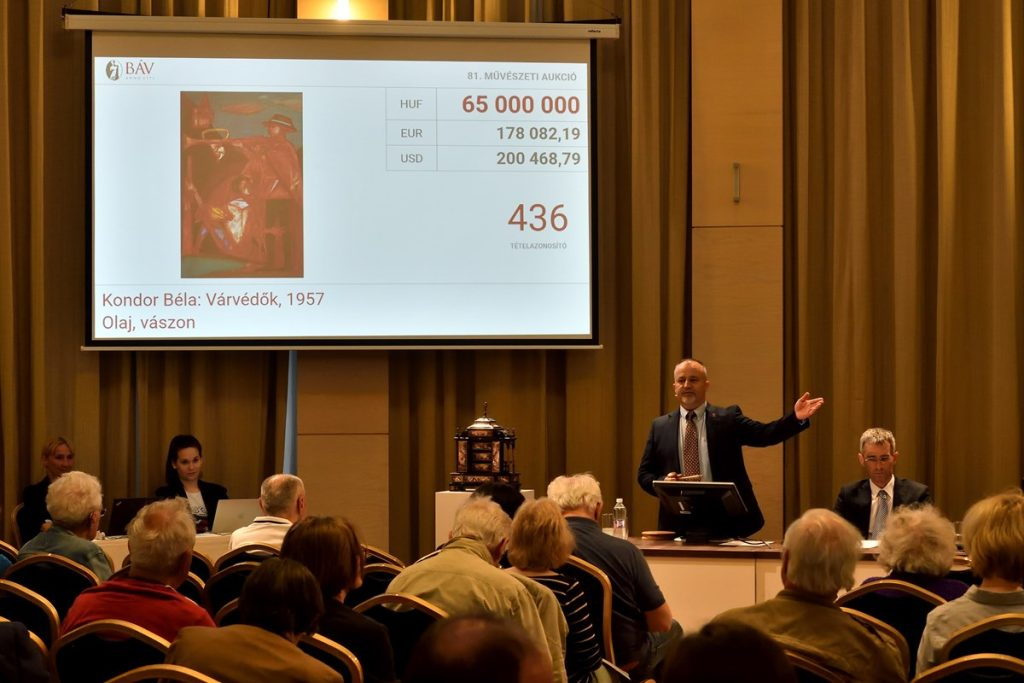 BÁV
81. MŰVÉSZETI AUKCIÓ
HUF 65 000 000
EUR 178 082,19
USD 200 468,79
436
TÉTELAZONOSÍTÓ
Kondor Béla: Várvédők, 1957
Olaj, vászon